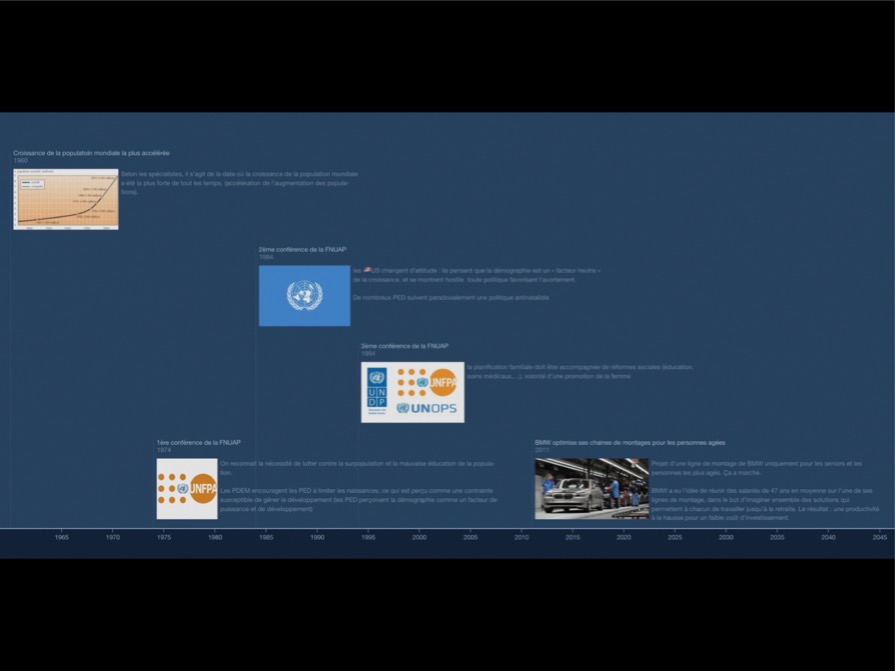 Croissance de la populatoin mondiale la plus accélérée
1960
Selon les spécialistes, il s'agit de la date où la croissance de la population mondiale
a été la plus forte de tout les temps. (accélération de l'augmentation des popula-
tions).
2ème conférence de la FNUAP
1984
les US changent d'attitude : ils pensent que la démographie est un « facteur neutre »
de la croissance, et se montrent hostile toute politique favorisant l'avortement.
De nombreux PED suivent paradoxalement une politique antinataliste
3ème conférence de la FNUAP
1994
la planification familiale doit être accompagnée de réformes sociales (éducation,
soins médicaux,...). volonté d'une promotion de la femme
UN
DP
UNFPA
UNOPS
1ère conférence de la FNUAP
1974
UNFPA
On reconnait la nécessité de lutter contre la surpopulation et la mauvaise éducation de la popula-
tion.
Les PDEM encouragent les PED à limiter les naissances, ce qui est perçu comme une contrainte
susceptible de gêner le développement (les PED perçoivent la démographie comme un facteur de
puissance et de développement)
BMW optimise ses chaines de montages pour les personnes agées
2011
Projet d'une ligne de montage de BMW uniquement pour les seniors et les
personnes les plus agés. Ça a marché.
BMW a eu l'idée de réunir des salariés de 47 ans en moyenne sur l'une de ses
lignes de montage, dans le but d'imaginer ensemble des solutions qui
permettent à chacun de travailler jusqu'à la retraite. Le résultat : une productivité
à la hausse pour un faible coût d'investissement.
1965 1970 1975 1980 1985 1990 1995 2000 2005 2010 2015 2020 2025 2030 2035 2040 2045